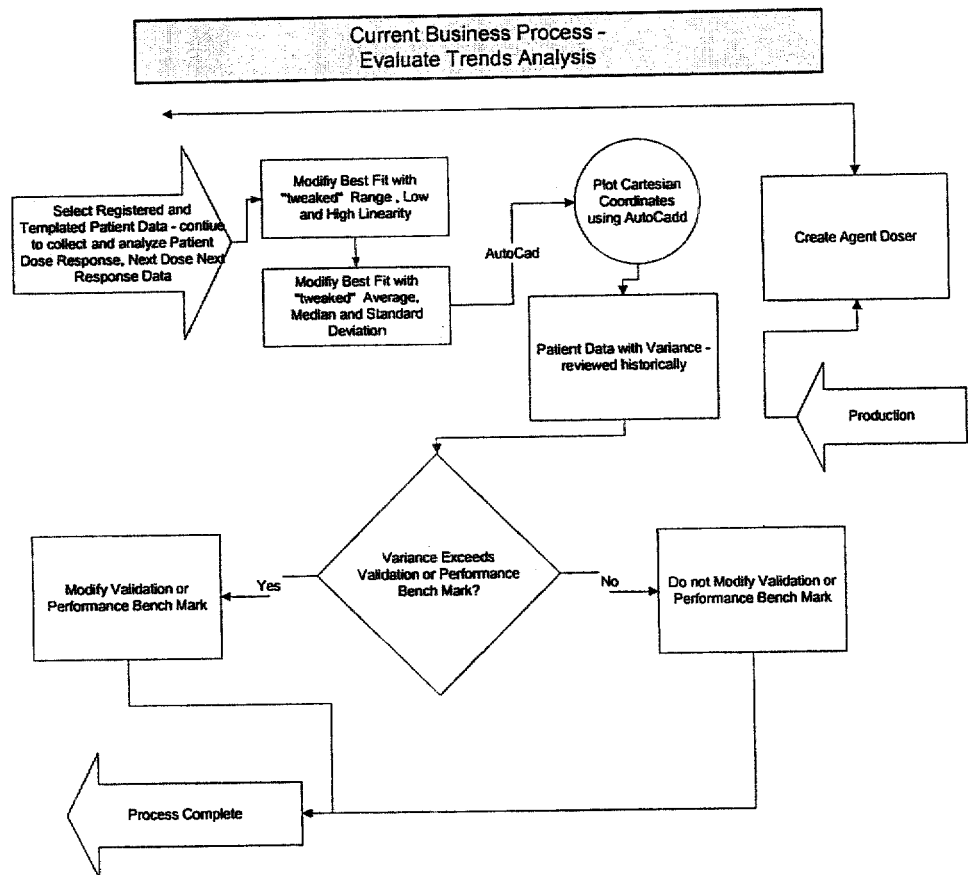 Current Business Process -
Evaluate Trends Analysis
Select Registered and
Templated Patient Data - contiue
to collect and analyze Patient
Dose Response, Next Dose Next
Response Data
Modifiy Best Fit with
"tweaked" Range , Low
and High Linearity
Modifiy Best Fit with
"tweaked" Average,
Median and Standard
Deviation
AutoCad
Plot Cartesian
Coordinates
using AutoCadd
Create Agent Doser
Patient Data with Variance -
reviewed historically
Production
Variance Exceeds
Validation or Performance
Bench Mark?
Yes
Modify Validation or
Performance Bench Mark
No
Do not Modify Validation or
Performance Bench Mark
Process Complete